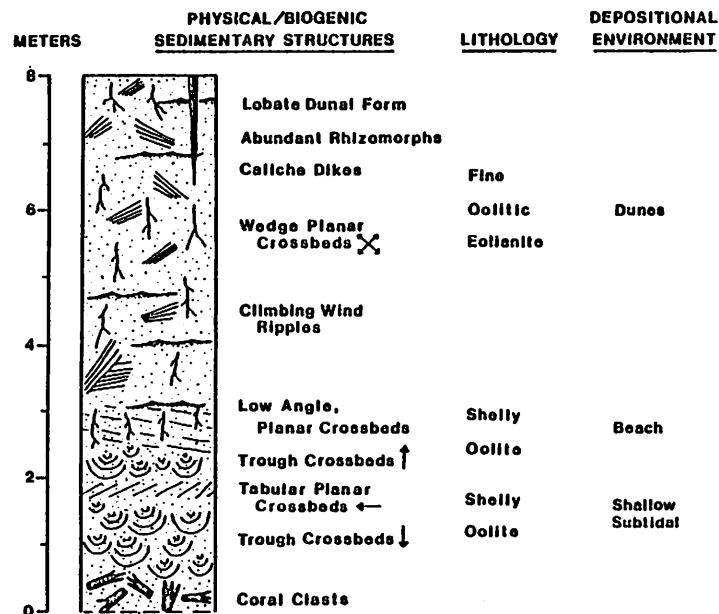 PHYSICAL/BIOGENIC
SEDIMENTARY STRUCTURES
METERS
LITHOLOGY
DEPOSITIONAL
ENVIRONMENT
8
6
4
2
0
Lobate Dunal Form
Abundant Rhizomorphs
Caliche Dikes
Wedge Planar
Crossbeds
Climbing Wind
Ripples
Low Angle,
Planar Crossbeds
Trough Crossbeds
Tabular Planar
Crossbeds
Trough Crossbeds
Coral Clasts
Fine
Oolitic
Eolianite
Shelly
Oolite
Shelly
Oolite
Dunes
Beach
Shallow
Subtidal